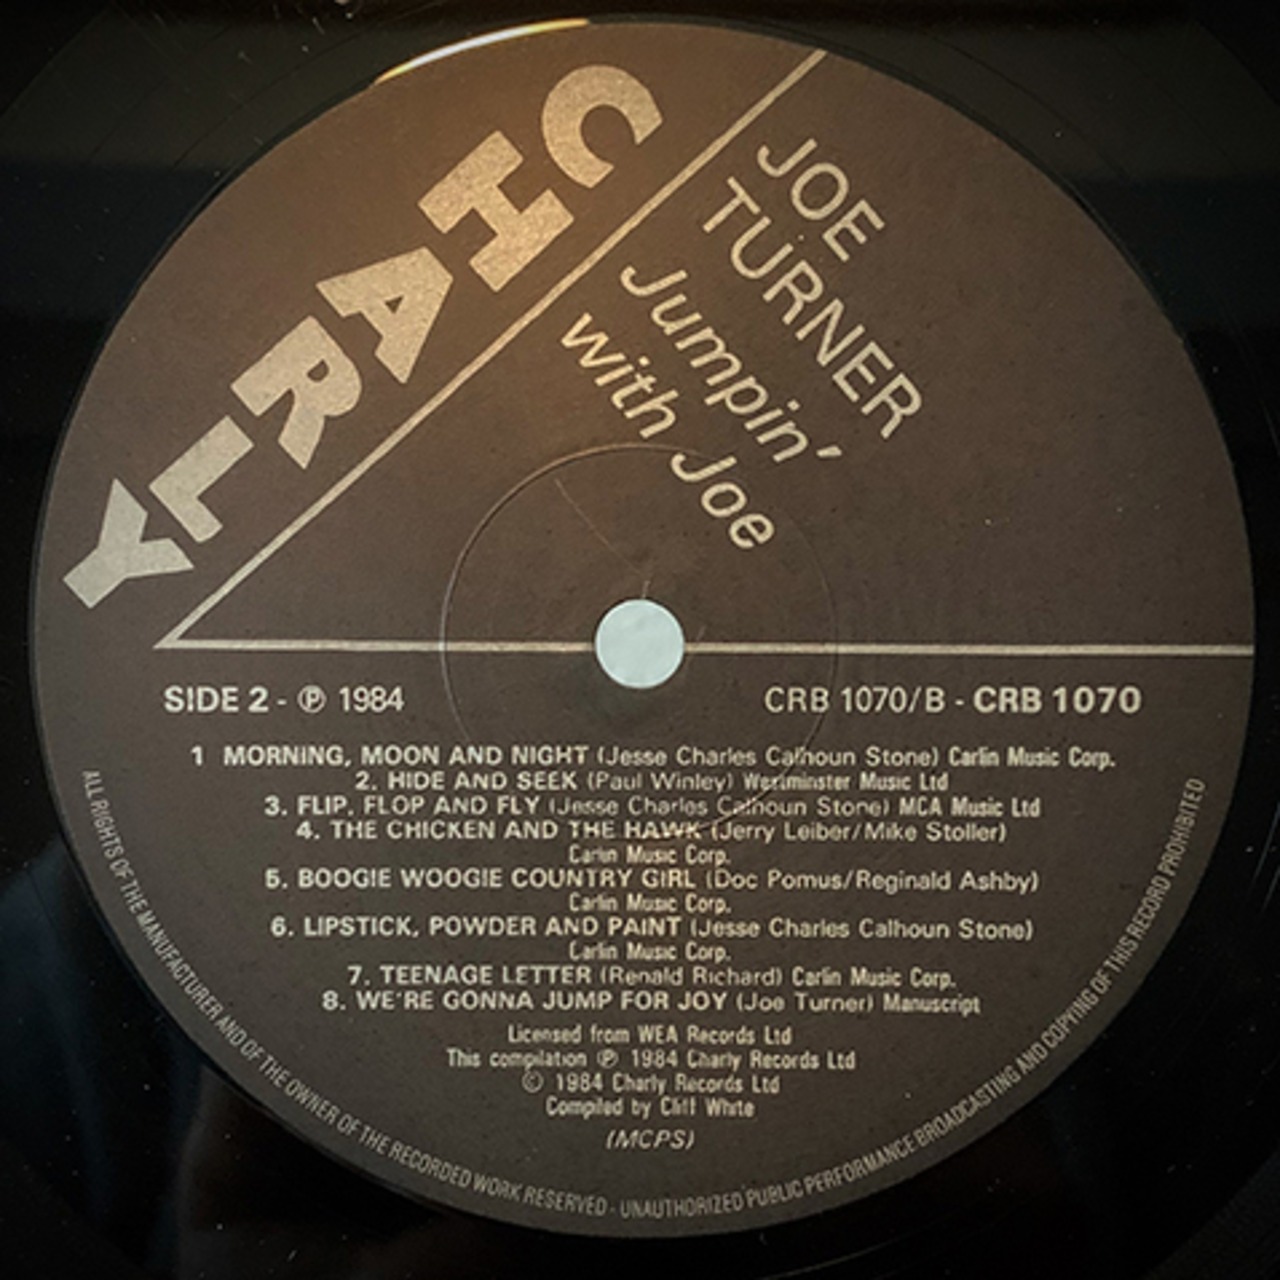 CHARLY
JOE
TURNER
Jumpin'
with Joe
SIDE 2 - ℗ 1984
CRB 1070/B - CRB 1070
1 MORNING, MOON AND NIGHT (Jesse Charles Calhoun Stone) Carlin Music Corp.
2. HIDE AND SEEK (Paul Winley) Westminster Music Ltd
3. FLIP, FLOP AND FLY (Jesse Charles Calhoun Stone) MCA Music Ltd
4. THE CHICKEN AND THE HAWK (Jerry Leiber/Mike Stoller)
Carlin Music Corp.
5. BOOGIE WOOGIE COUNTRY GIRL (Doc Pomus/Reginald Ashby)
Carlin Music Corp.
6. LIPSTICK, POWDER AND PAINT (Jesse Charles Calhoun Stone)
Carlin Music Corp.
7. TEENAGE LETTER (Renald Richard) Carlin Music Corp.
8. WE'RE GONNA JUMP FOR JOY (Joe Turner) Manuscript
Licensed from WEA Records Ltd
This compilation ℗ 1984 Charly Records Ltd
© 1984 Charly Records Ltd
Compiled by Cliff White
(MCPS)
ALL RIGHTS OF THE MANUFACTURER AND OF THE OWNER OF THE RECORDED WORK RESERVED - UNAUTHORIZED PUBLIC PERFORMANCE BROADCASTING AND COPYING OF THIS RECORD PROHIBITED